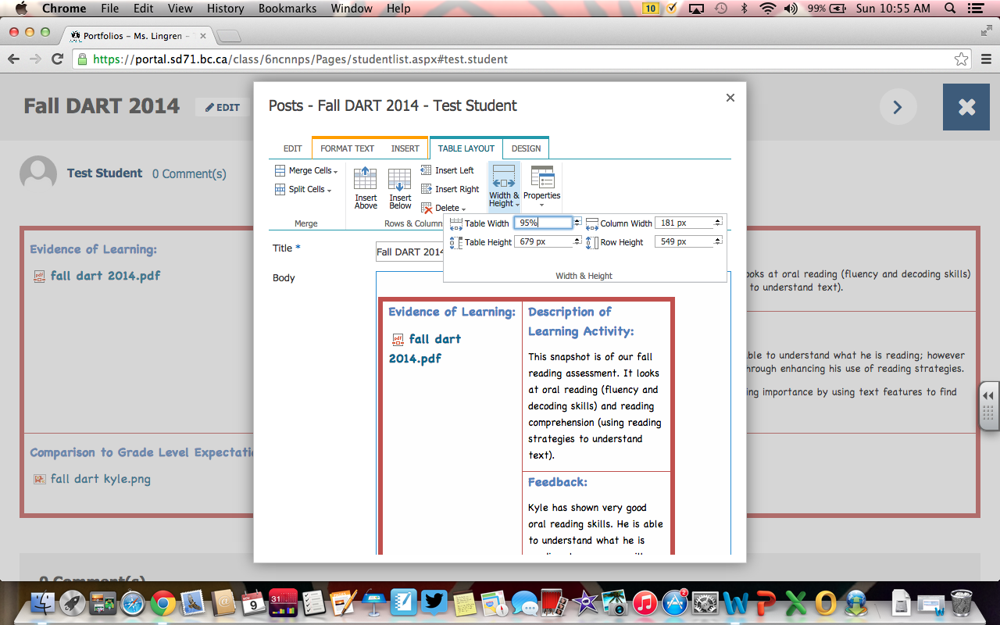 Chrome File Edit View History Bookmarks Window Help 10 99% Sun 10:55 AM
Portfolios – Ms. Lingren –
https://portal.sd71.bc.ca/class/6ncnnps/Pages/studentlist.aspx#test.student
Fall DART 2014 EDIT
Test Student 0 Comment(s)
Evidence of Learning:
fall dart 2014.pdf
Comparison to Grade Level
fall dart kyle.png
0 Comment(s)
oks at oral reading (fluency and decoding skills)
to understand text).
ble to understand what he is reading; however
hrough enhancing his use of reading strategies.
ing importance by using text features to find
Posts - Fall DART 2014 - Test Student
EDIT FORMAT TEXT INSERT TABLE LAYOUT DESIGN
Merge Cells
Split Cells
Merge
Insert Above
Insert Below
Insert Left
Insert Right
Delete
Rows & Column
Width & Height
Properties
Table Width 95% Column Width 181 px
Table Height 679 px Row Height 549 px
Width & Height
Title * Fall DART 2014
Body
Evidence of Learning:
fall dart
2014.pdf
Description of
Learning Activity:
This snapshot is of our fall
reading assessment. It looks
at oral reading (fluency and
decoding skills) and reading
comprehension (using reading
strategies to understand
text).
Feedback:
Kyle has shown very good
oral reading skills. He is able
to understand what he is
NOV
9
31
2